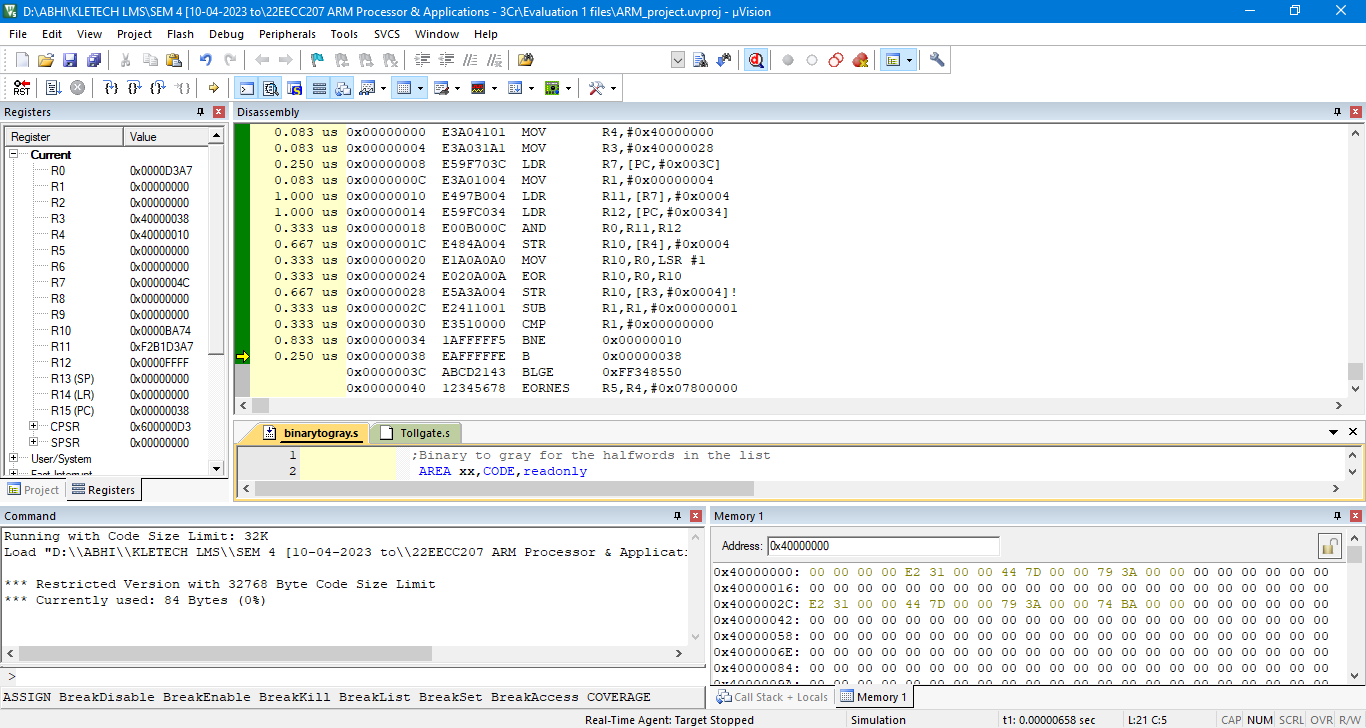 D:\ABHI\KLETECH LMS\SEM 4 [10-04-2023 to\22EECC207 ARM Processor & Applications - 3Cr\Evaluation 1 files\ARM_project.uvproj - µVision
File Edit View Project Flash Debug Peripherals Tools SVCS Window Help
RST
Registers
Register Value
Current
R0 0x0000D3A7
R1 0x00000000
R2 0x00000000
R3 0x40000038
R4 0x40000010
R5 0x00000000
R6 0x00000000
R7 0x0000004C
R8 0x00000000
R9 0x00000000
R10 0x0000BA74
R11 0xF2B1D3A7
R12 0x0000FFFF
R13 (SP) 0x00000000
R14 (LR) 0x00000000
R15 (PC) 0x00000038
CPSR 0x600000D3
SPSR 0x00000000
User/System
Fast Interrupt
Project Registers
Disassembly
0.083 us 0x00000000 E3A04101 MOV R4,#0x40000000
0.083 us 0x00000004 E3A031A1 MOV R3,#0x40000028
0.250 us 0x00000008 E59F703C LDR R7,[PC,#0x003C]
0.083 us 0x0000000C E3A01004 MOV R1,#0x00000004
1.000 us 0x00000010 E497B004 LDR R11,[R7],#0x0004
1.000 us 0x00000014 E59FC034 LDR R12,[PC,#0x0034]
0.333 us 0x00000018 E00B000C AND R0,R11,R12
0.667 us 0x0000001C E484A004 STR R10,[R4],#0x0004
0.333 us 0x00000020 E1A0A0A0 MOV R10,R0,LSR #1
0.333 us 0x00000024 E020A00A EOR R10,R0,R10
0.667 us 0x00000028 E5A3A004 STR R10,[R3,#0x0004]!
0.333 us 0x0000002C E2411001 SUB R1,R1,#0x00000001
0.333 us 0x00000030 E3510000 CMP R1,#0x00000000
0.833 us 0x00000034 1AFFFFF5 BNE 0x00000010
0.250 us 0x00000038 EAFFFFFE B 0x00000038
0x0000003C ABCD2143 BLGE 0xFF348550
0x00000040 12345678 EORNES R5,R4,#0x07800000
binarytogray.s Tollgate.s
1 ;Binary to gray for the halfwords in the list
2 AREA xx,CODE,readonly
Command
Running with Code Size Limit: 32K
Load "D:\\ABHI\\KLETECH LMS\\SEM 4 [10-04-2023 to\\22EECC207 ARM Processor & Applicati
*** Restricted Version with 32768 Byte Code Size Limit
*** Currently used: 84 Bytes (0%)
>
ASSIGN BreakDisable BreakEnable BreakKill BreakList BreakSet BreakAccess COVERAGE
Memory 1
Address: 0x40000000
0x40000000: 00 00 00 00 E2 31 00 00 44 7D 00 00 79 3A 00 00 00 00 00 00 00 00
0x40000016: 00 00 00 00 00 00 00 00 00 00 00 00 00 00 00 00 00 00 00 00 00 00
0x4000002C: E2 31 00 00 44 7D 00 00 79 3A 00 00 74 BA 00 00 00 00 00 00 00 00
0x40000042: 00 00 00 00 00 00 00 00 00 00 00 00 00 00 00 00 00 00 00 00 00 00
0x40000058: 00 00 00 00 00 00 00 00 00 00 00 00 00 00 00 00 00 00 00 00 00 00
0x4000006E: 00 00 00 00 00 00 00 00 00 00 00 00 00 00 00 00 00 00 00 00 00 00
0x40000084: 00 00 00 00 00 00 00 00 00 00 00 00 00 00 00 00 00 00 00 00 00 00
0x4000009A: 00 00 00 00 00 00 00 00 00 00 00 00 00 00 00 00 00 00 00 00 00 00
Call Stack + Locals Memory 1
Real-Time Agent: Target Stopped Simulation t1: 0.00000658 sec L:21 C:5 CAP NUM SCRL OVR R/W